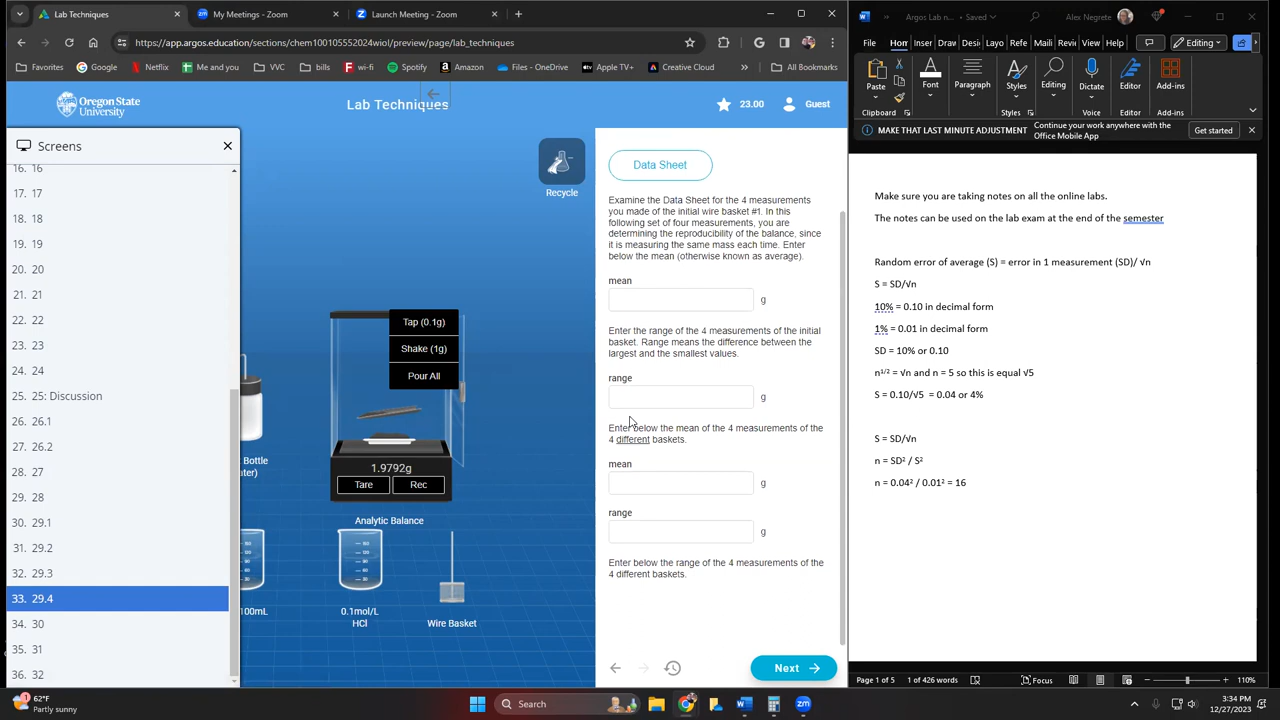 Lab Techniques
My Meetings - Zoom
Launch Meeting - Zoom
https://app.argos.education/sections/chem100105552024wiol/preview/page/lab_techniques
Favorites
Google
Netflix
Me and you
VVC
bills
wi-fi
Spotify
Amazon
Files - OneDrive
Apple TV+
Creative Cloud
All Bookmarks
Oregon State
University
Lab Techniques
23.00
Guest
Screens
16. 16
17. 17
18. 18
19. 19
20. 20
21. 21
22. 22
23. 23
24. 24
25. 25: Discussion
26. 26.1
27. 26.2
28. 27
29. 28
30. 29.1
31. 29.2
32. 29.3
33. 29.4
34. 30
35. 31
36. 32
Recycle
Tap (0.1g)
Shake (1g)
Pour All
Bottle
1.9792g
Tare
Rec
Analytic Balance
100mL
0.1mol/L
HCl
Wire Basket
Data Sheet
Examine the Data Sheet for the 4 measurements
you made of the initial wire basket #1. In this
following set of four measurements, you are
determining the reproducibility of the balance, since
it is measuring the same mass each time. Enter
below the mean (otherwise known as average).
mean
g
Enter the range of the 4 measurements of the initial
basket. Range means the difference between the
largest and the smallest values.
range
g
Enter below the mean of the 4 measurements of the
4 different baskets.
mean
g
range
g
Enter below the range of the 4 measurements of the
4 different baskets.
Next
Argos Lab n... • Saved
Alex Negrete
File
Hom
Inser
Draw
Desi
Layo
Refe
Maili
Revi
View
Help
Editing
Paste
Font
Paragraph
Styles
Editing
Dictate
Editor
Add-ins
Clipboard
Styles
Voice
Editor
Add-ins
MAKE THAT LAST MINUTE ADJUSTMENT
Continue your work anywhere with the
Office Mobile App
Get started
Make sure you are taking notes on all the online labs.
The notes can be used on the lab exam at the end of the semester
Random error of average (S) = error in 1 measurement (SD)/ √n
S = SD/√n
10% = 0.10 in decimal form
1% = 0.01 in decimal form
SD = 10% or 0.10
n¹/² = √n and n = 5 so this is equal √5
S = 0.10/√5 = 0.04 or 4%
S = SD/√n
n = SD² / S²
n = 0.04² / 0.01² = 16
Page 1 of 5
1 of 426 words
Focus
110%
62°F
Partly sunny
Search
3:34 PM
12/27/2023